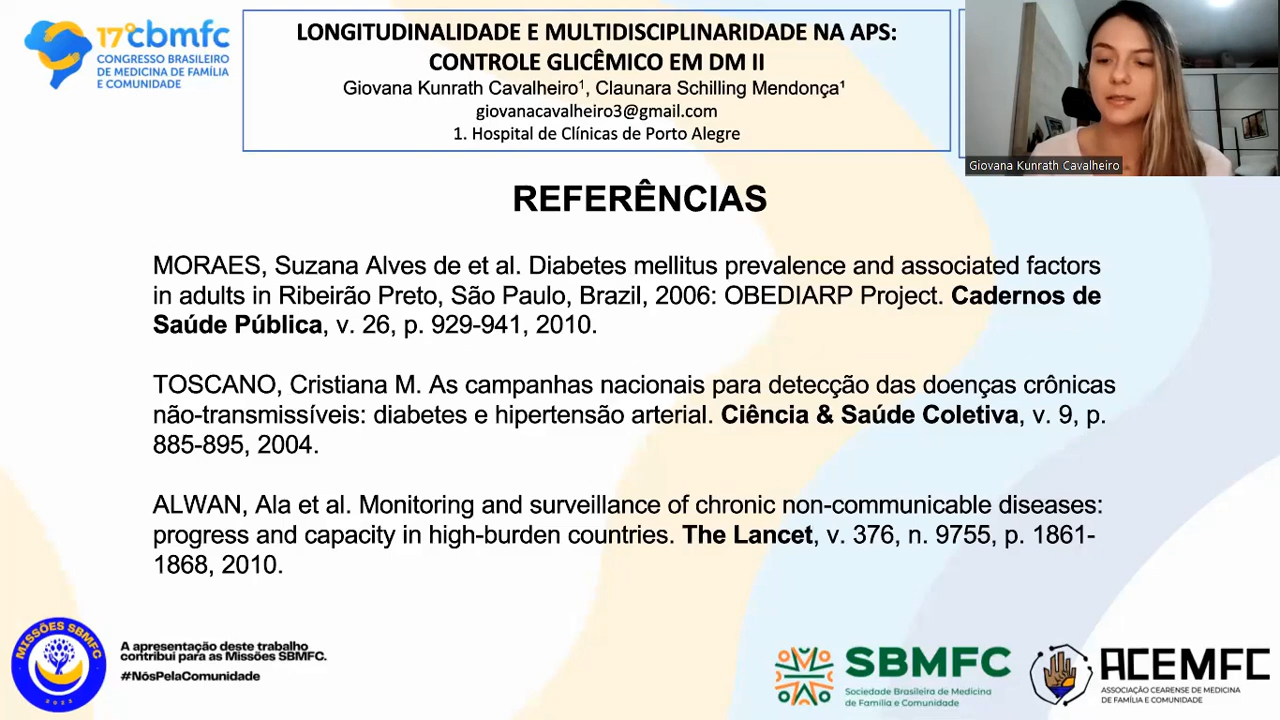 17º cbmfc
CONGRESSO BRASILEIRO
DE MEDICINA DE FAMÍLIA
E COMUNIDADE
LONGITUDINALIDADE E MULTIDISCIPLINARIDADE NA APS:
CONTROLE GLICÊMICO EM DM II
Giovana Kunrath Cavalheiro¹, Claunara Schilling Mendonça¹
giovanacavalheiro3@gmail.com
1. Hospital de Clínicas de Porto Alegre
Giovana Kunrath Cavalheiro
REFERÊNCIAS
MORAES, Suzana Alves de et al. Diabetes mellitus prevalence and associated factors
in adults in Ribeirão Preto, São Paulo, Brazil, 2006: OBEDIARP Project. Cadernos de
Saúde Pública, v. 26, p. 929-941, 2010.
TOSCANO, Cristiana M. As campanhas nacionais para detecção das doenças crônicas
não-transmissíveis: diabetes e hipertensão arterial. Ciência & Saúde Coletiva, v. 9, p.
885-895, 2004.
ALWAN, Ala et al. Monitoring and surveillance of chronic non-communicable diseases:
progress and capacity in high-burden countries. The Lancet, v. 376, n. 9755, p. 1861-
1868, 2010.
MISSÕES SBMFC
A apresentação deste trabalho
contribui para as Missões SBMFC.
#NósPelaComunidade
SBMFC
Sociedade Brasileira de Medicina
de Família e Comunidade
ACEMFC
ASSOCIAÇÃO CEARENSE DE MEDICINA
DE FAMÍLIA E COMUNIDADE